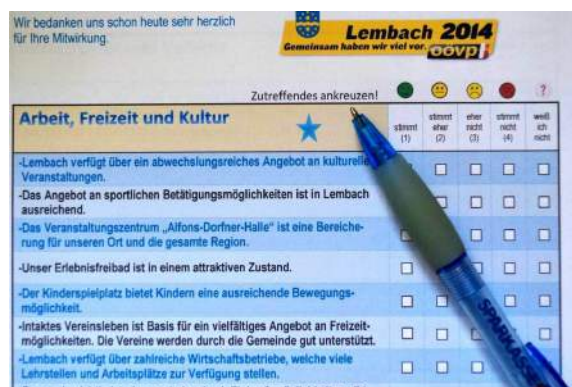 Wir bedanken uns schon heute sehr herzlich
für Ihre Mitwirkung.
Lembach 2014
Gemeinsam haben wir viel vor.
oövp
Zutreffendes ankreuzen!
?
Arbeit, Freizeit und Kultur
stimmt (1)
stimmt eher (2)
eher nicht (3)
stimmt nicht (4)
weiß ich nicht
-Lembach verfügt über ein abwechslungsreiches Angebot an kulturelle
Veranstaltungen.
-Das Angebot an sportlichen Betätigungsmöglichkeiten ist in Lembach
ausreichend.
-Das Veranstaltungszentrum „Alfons-Dorfner-Halle" ist eine Bereiche-
rung für unseren Ort und die gesamte Region.
-Unser Erlebnisfreibad ist in einem attraktiven Zustand.
-Der Kinderspielplatz bietet Kindern eine ausreichende Bewegungs-
möglichkeit.
-Intaktes Vereinsleben ist Basis für ein vielfältiges Angebot an Freizeit-
möglichkeiten. Die Vereine werden durch die Gemeinde gut unterstützt.
-Lembach verfügt über zahlreiche Wirtschaftsbetriebe, welche viele
Lehrstellen und Arbeitsplätze zur Verfügung stellen.
SPARKASSE